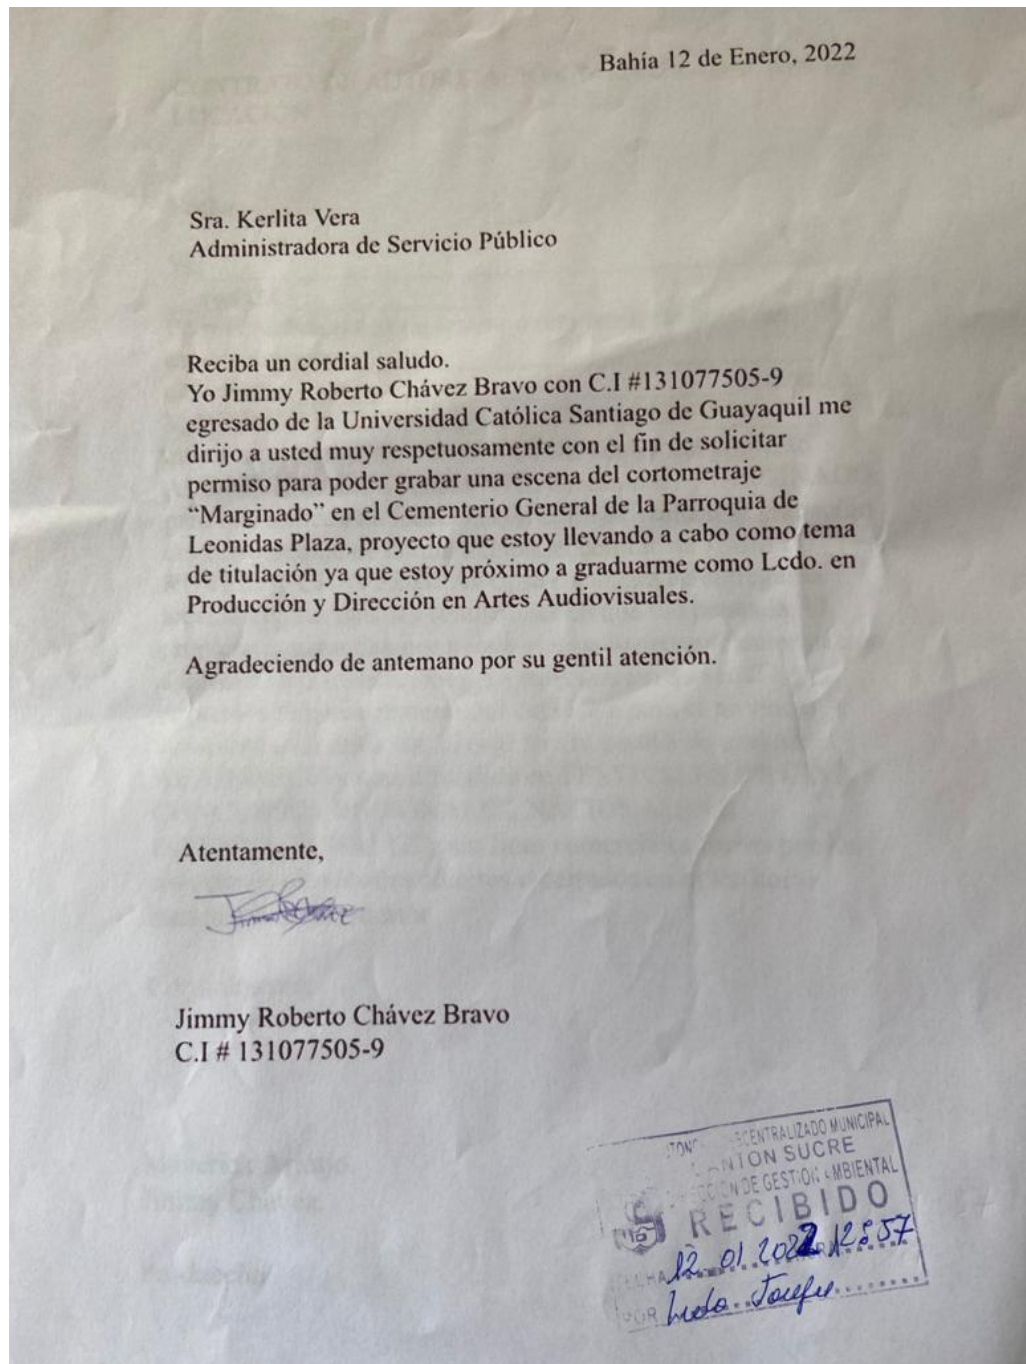 Bahía 12 de Enero, 2022
Sra. Kerlita Vera
Administradora de Servicio Público
Reciba un cordial saludo.
Yo Jimmy Roberto Chávez Bravo con C.I #131077505-9
egresado de la Universidad Católica Santiago de Guayaquil me
dirijo a usted muy respetuosamente con el fin de solicitar
permiso para poder grabar una escena del cortometraje
“Marginado” en el Cementerio General de la Parroquia de
Leonidas Plaza, proyecto que estoy llevando a cabo como tema
de titulación ya que estoy próximo a graduarme como Lcdo. en
Producción y Dirección en Artes Audiovisuales.
Agradeciendo de antemano por su gentil atención.
Atentamente,
Jimmy Roberto Chávez Bravo
C.I # 131077505-9
MUNICIPAL
SUCRE
DE GESTION AMBIENTAL
RECIBIDO
12-01-2022 12:57
POR